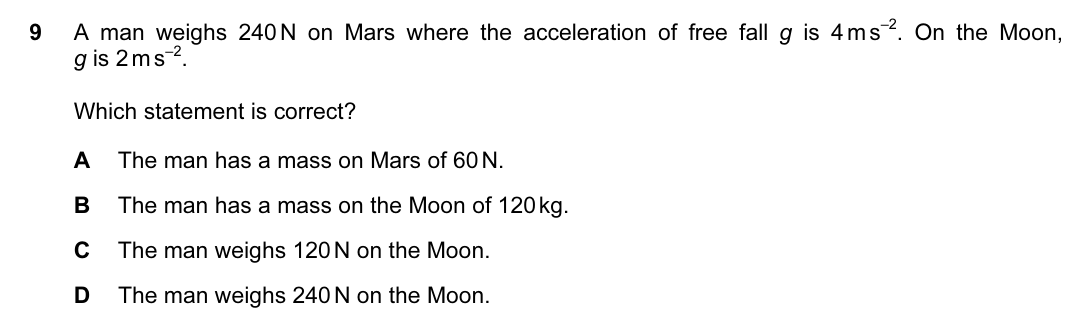 9 A man weighs 240 N on Mars where the acceleration of free fall g is 4 m s⁻². On the Moon,
g is 2 m s⁻².
Which statement is correct?
A The man has a mass on Mars of 60 N.
B The man has a mass on the Moon of 120 kg.
C The man weighs 120 N on the Moon.
D The man weighs 240 N on the Moon.